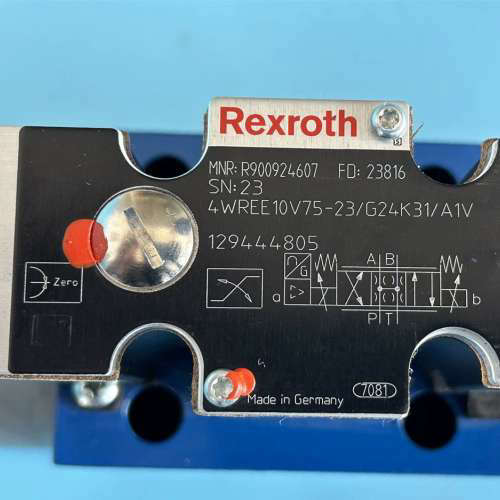 Rexroth
MNR: R900924607 FD: 23816
SN: 23
4WREE10V75-23/G24K31/A1V
129444805
G
A B
a
b
P T
Zero
Made in Germany
7081